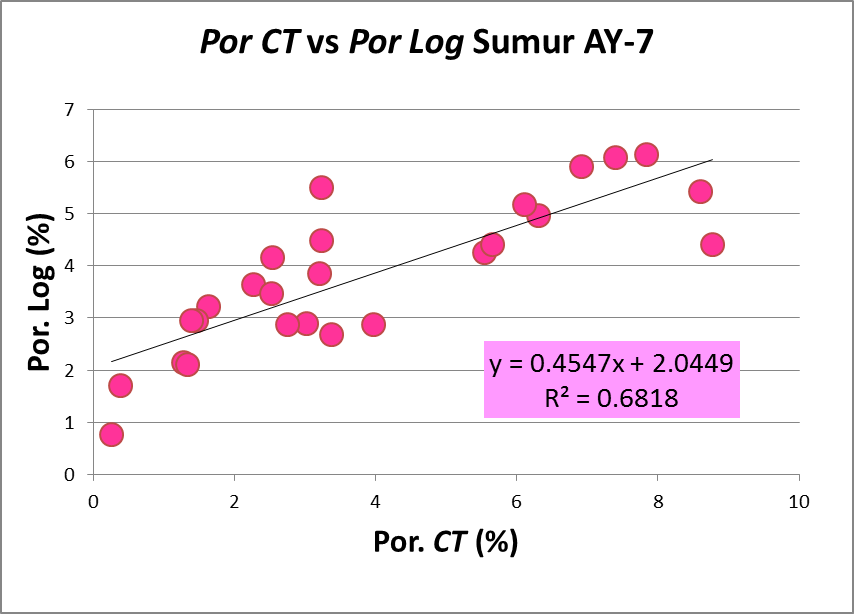 Por CT vs Por Log Sumur AY-7
7
6
5
4
3
2
1
0
0 2 4 6 8 10
Por. Log (%)
Por. CT (%)
y = 0.4547x + 2.0449
R² = 0.6818